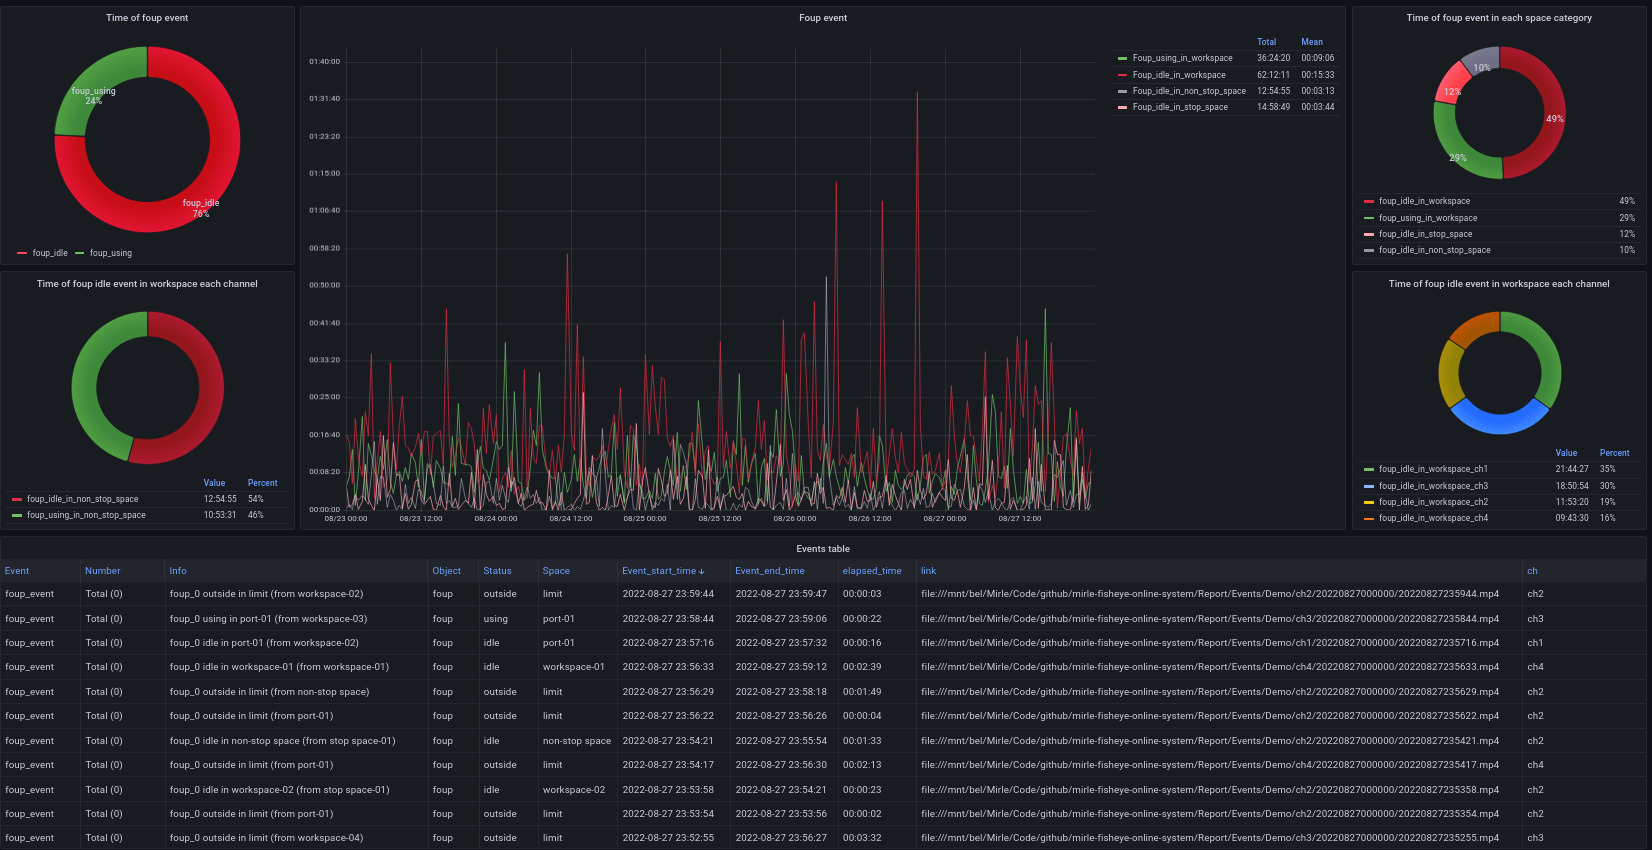 Time of foup event
foup_using
24%
foup_idle
76%
foup_idle foup_using
Foup event
01:40:00
01:31:40
01:23:20
01:15:00
01:06:40
00:58:20
00:50:00
00:41:40
00:33:20
00:25:00
00:16:40
00:08:20
00:00:00
08/23 00:00 08/23 12:00 08/24 00:00 08/24 12:00 08/25 00:00 08/25 12:00 08/26 00:00 08/26 12:00 08/27 00:00 08/27 12:00
Total Mean
Foup_using_in_workspace 36:24:20 00:09:06
Foup_idle_in_workspace 62:12:11 00:15:33
Foup_idle_in_non_stop_space 12:54:55 00:03:13
Foup_idle_in_stop_space 14:58:49 00:03:44
Time of foup event in each space category
10%
12%
49%
29%
foup_idle_in_workspace 49%
foup_using_in_workspace 29%
foup_idle_in_stop_space 12%
foup_idle_in_non_stop_space 10%
Time of foup idle event in workspace each channel
Value Percent
foup_idle_in_non_stop_space 12:54:55 54%
foup_using_in_non_stop_space 10:53:31 46%
Time of foup idle event in workspace each channel
Value Percent
foup_idle_in_workspace_ch1 21:44:27 35%
foup_idle_in_workspace_ch3 18:50:54 30%
foup_idle_in_workspace_ch2 11:53:20 19%
foup_idle_in_workspace_ch4 09:43:30 16%
Events table
Event Number Info Object Status Space Event_start_time ↓ Event_end_time elapsed_time link ch
foup_event Total (0) foup_0 outside in limit (from workspace-02) foup outside limit 2022-08-27 23:59:44 2022-08-27 23:59:47 00:00:03 file:///mnt/bel/Mirle/Code/github/mirle-fisheye-online-system/Report/Events/Demo/ch2/20220827000000/20220827235944.mp4 ch2
foup_event Total (0) foup_0 using in port-01 (from workspace-03) foup using port-01 2022-08-27 23:58:44 2022-08-27 23:59:06 00:00:22 file:///mnt/bel/Mirle/Code/github/mirle-fisheye-online-system/Report/Events/Demo/ch3/20220827000000/20220827235844.mp4 ch3
foup_event Total (0) foup_0 idle in port-01 (from workspace-02) foup idle port-01 2022-08-27 23:57:16 2022-08-27 23:57:32 00:00:16 file:///mnt/bel/Mirle/Code/github/mirle-fisheye-online-system/Report/Events/Demo/ch1/20220827000000/20220827235716.mp4 ch1
foup_event Total (0) foup_0 idle in workspace-01 (from workspace-01) foup idle workspace-01 2022-08-27 23:56:33 2022-08-27 23:59:12 00:02:39 file:///mnt/bel/Mirle/Code/github/mirle-fisheye-online-system/Report/Events/Demo/ch4/20220827000000/20220827235633.mp4 ch4
foup_event Total (0) foup_0 outside in limit (from non-stop space) foup outside limit 2022-08-27 23:56:29 2022-08-27 23:58:18 00:01:49 file:///mnt/bel/Mirle/Code/github/mirle-fisheye-online-system/Report/Events/Demo/ch2/20220827000000/20220827235629.mp4 ch2
foup_event Total (0) foup_0 outside in limit (from port-01) foup outside limit 2022-08-27 23:56:22 2022-08-27 23:56:26 00:00:04 file:///mnt/bel/Mirle/Code/github/mirle-fisheye-online-system/Report/Events/Demo/ch2/20220827000000/20220827235622.mp4 ch2
foup_event Total (0) foup_0 idle in non-stop space (from stop space-01) foup idle non-stop space 2022-08-27 23:54:21 2022-08-27 23:55:54 00:01:33 file:///mnt/bel/Mirle/Code/github/mirle-fisheye-online-system/Report/Events/Demo/ch2/20220827000000/20220827235421.mp4 ch2
foup_event Total (0) foup_0 outside in limit (from port-01) foup outside limit 2022-08-27 23:54:17 2022-08-27 23:56:30 00:02:13 file:///mnt/bel/Mirle/Code/github/mirle-fisheye-online-system/Report/Events/Demo/ch4/20220827000000/20220827235417.mp4 ch4
foup_event Total (0) foup_0 idle in workspace-02 (from stop space-01) foup idle workspace-02 2022-08-27 23:53:58 2022-08-27 23:54:21 00:00:23 file:///mnt/bel/Mirle/Code/github/mirle-fisheye-online-system/Report/Events/Demo/ch2/20220827000000/20220827235358.mp4 ch2
foup_event Total (0) foup_0 outside in limit (from port-01) foup outside limit 2022-08-27 23:53:54 2022-08-27 23:53:56 00:00:02 file:///mnt/bel/Mirle/Code/github/mirle-fisheye-online-system/Report/Events/Demo/ch2/20220827000000/20220827235354.mp4 ch2
foup_event Total (0) foup_0 outside in limit (from workspace-04) foup outside limit 2022-08-27 23:52:55 2022-08-27 23:56:27 00:03:32 file:///mnt/bel/Mirle/Code/github/mirle-fisheye-online-system/Report/Events/Demo/ch3/20220827000000/20220827235255.mp4 ch3